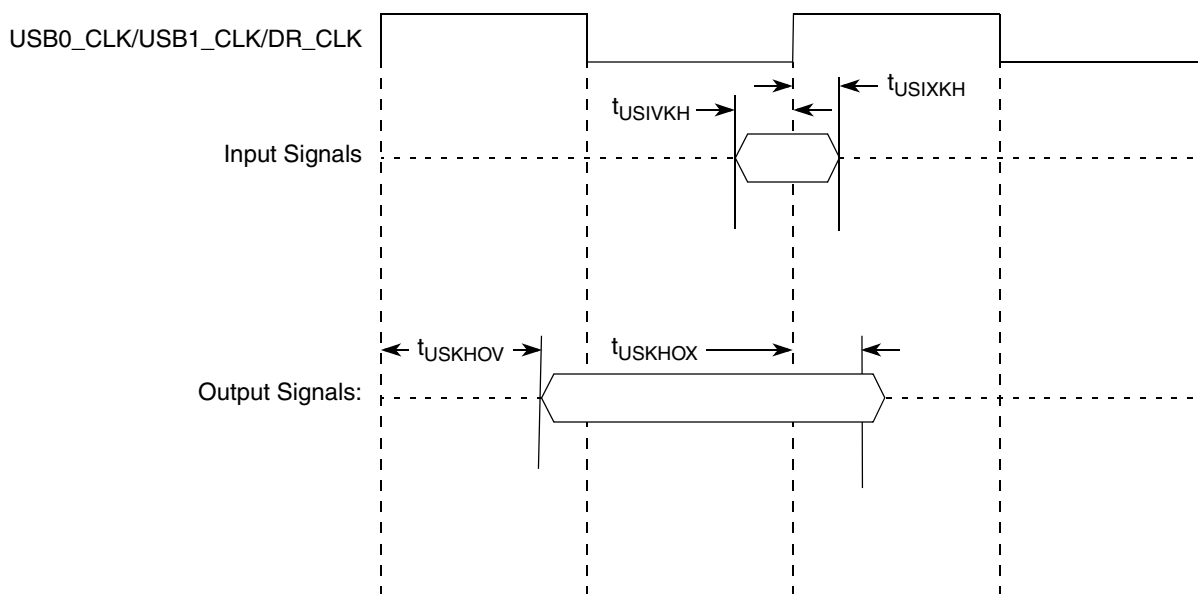 USB0_CLK/USB1_CLK/DR_CLK
tUSIXKH
tUSIVKH
Input Signals
tUSKHOV
tUSKHOX
Output Signals: